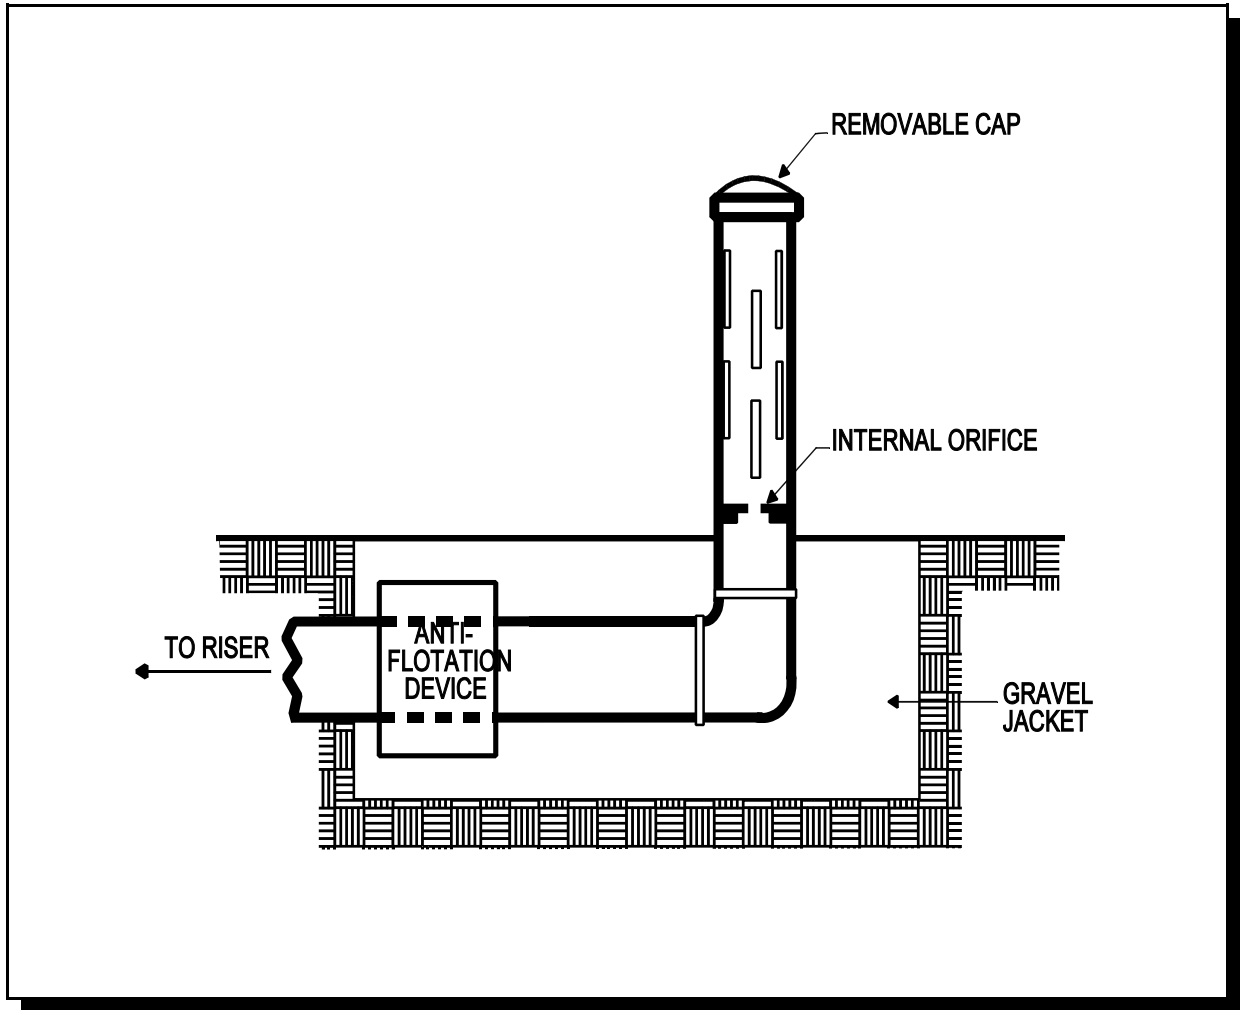 REMOVABLE CAP
INTERNAL ORIFICE
ANTI-
FLOTATION
DEVICE
TO RISER
GRAVEL
JACKET